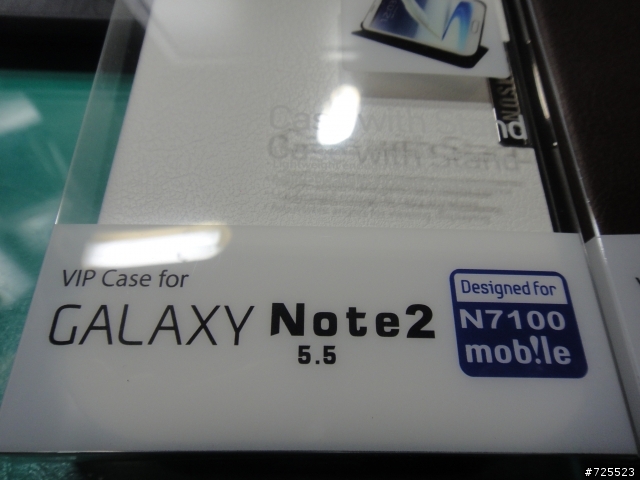 Case with Stand
Case with Stand
VIP Case for
GALAXY Note2
5.5
Designed for
N7100
mob!le
#725523